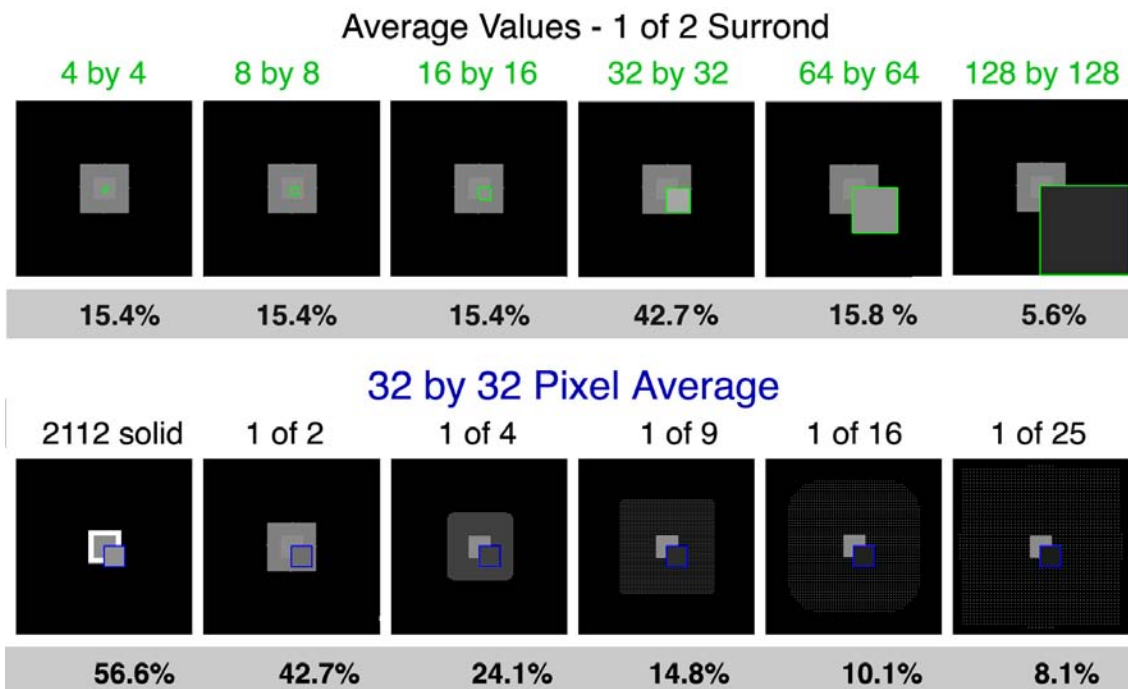 Average Values - 1 of 2 Surrond
4 by 4 8 by 8 16 by 16 32 by 32 64 by 64 128 by 128
15.4% 15.4% 15.4% 42.7% 15.8 % 5.6%
32 by 32 Pixel Average
2112 solid 1 of 2 1 of 4 1 of 9 1 of 16 1 of 25
56.6% 42.7% 24.1% 14.8% 10.1% 8.1%